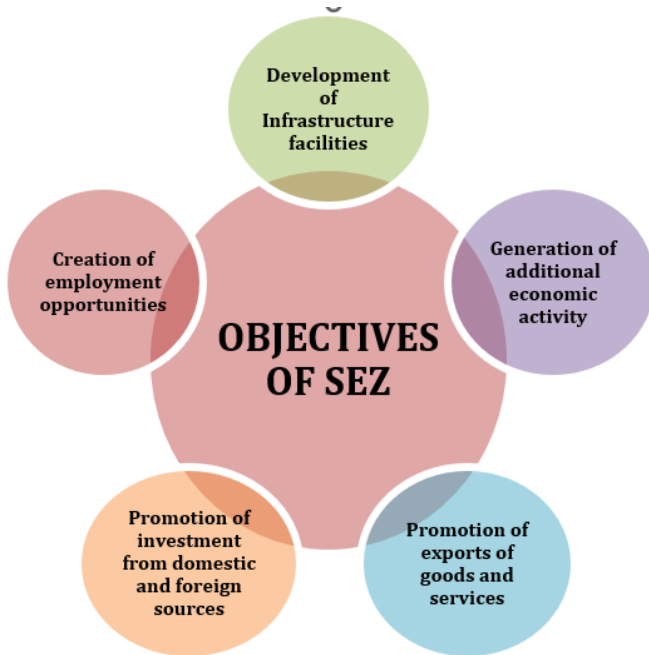 Development
of
Infrastructure
facilities
Creation of
employment
opportunities
Generation of
additional
economic
activity
OBJECTIVES
OF SEZ
Promotion of
investment
from domestic
and foreign
sources
Promotion of
exports of
goods and
services